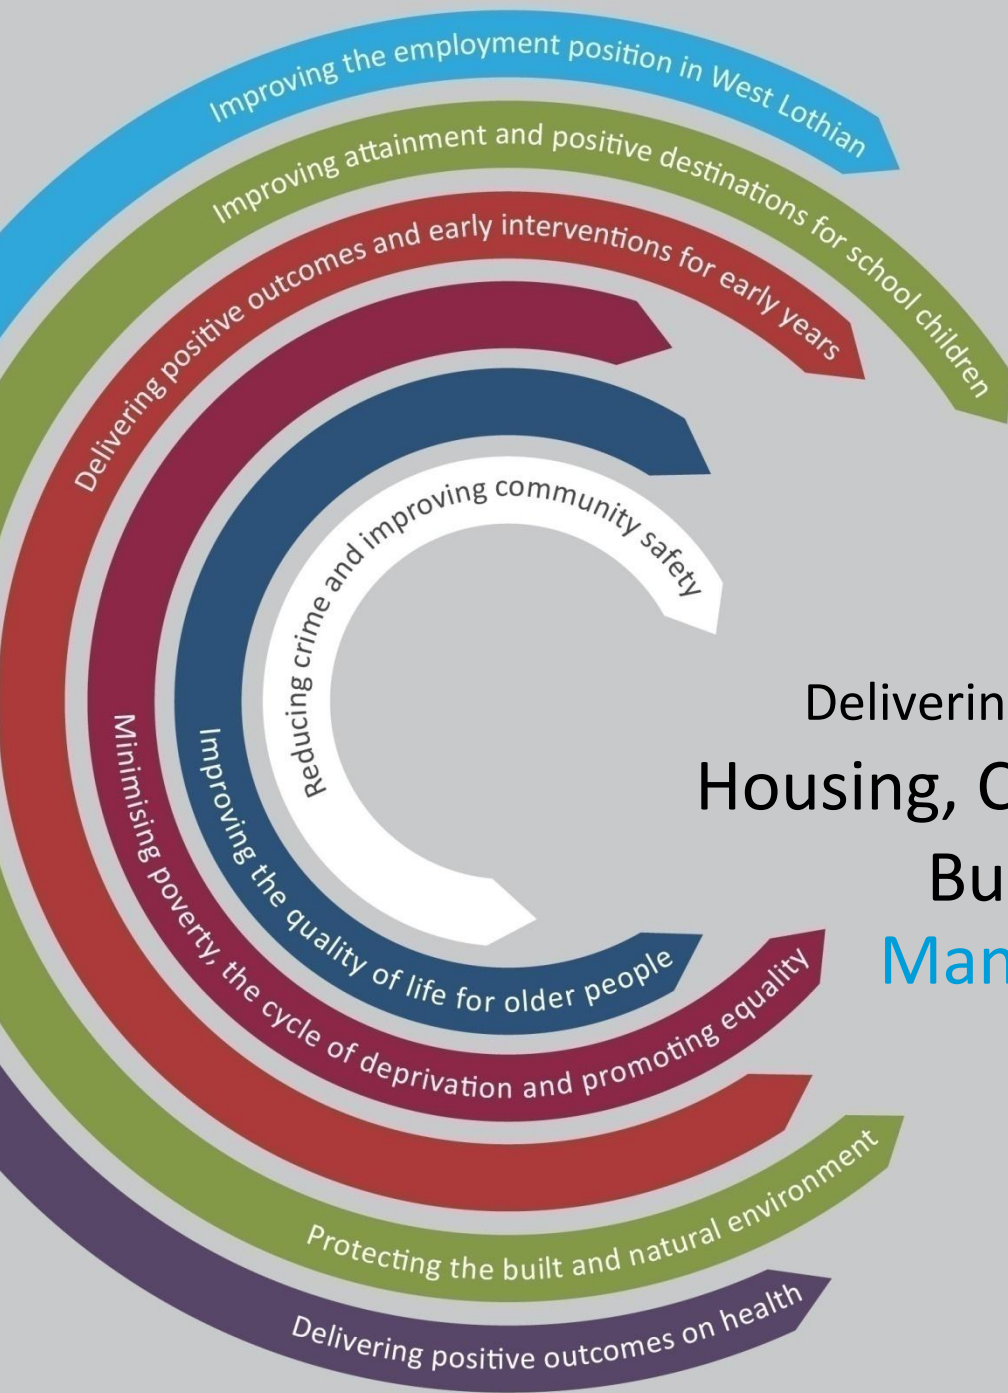 Improving the employment position in West Lothian
Improving attainment and positive destinations for school children
Delivering positive outcomes and early interventions for early years
Reducing crime and improving community safety
Deliverin
Housing, C
Bu
Man
Improving the quality of life for older people
Minimising poverty, the cycle of deprivation and promoting equality
Protecting the built and natural environment
Delivering positive outcomes on health